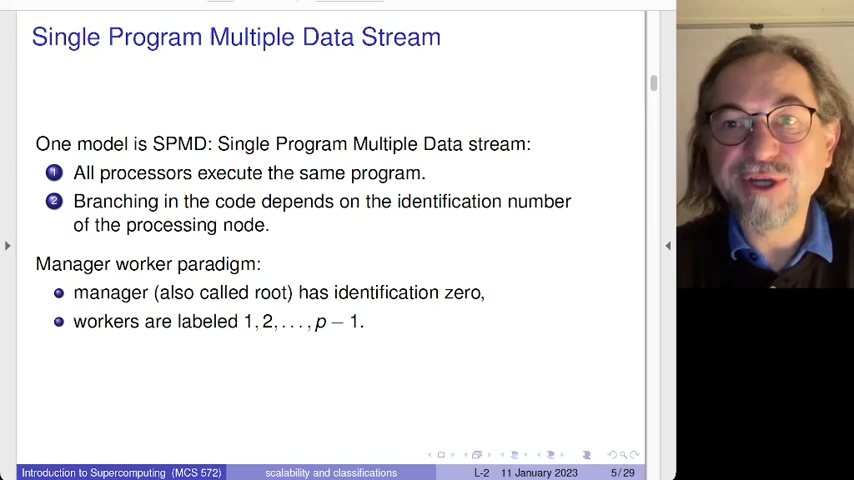 Single Program Multiple Data Stream
One model is SPMD: Single Program Multiple Data stream:
1 All processors execute the same program.
2 Branching in the code depends on the identification number
of the processing node.
Manager worker paradigm:
manager (also called root) has identification zero,
workers are labeled 1, 2, . . . , p − 1.
Introduction to Supercomputing (MCS 572) scalability and classifications L-2 11 January 2023 5 / 29